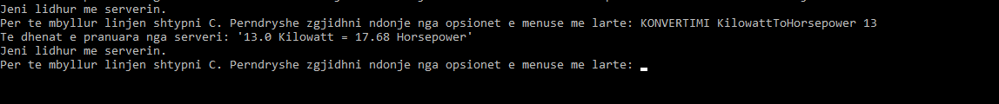 Jeni lidhur me serverin.
Per te mbyllur linjen shtypni C. Perndryshe zgjidhni ndonje nga opsionet e menuse me larte: KONVERTIMI KilowattToHorsepower 13
Te dhenat e pranuara nga serveri: '13.0 Kilowatt = 17.68 Horsepower'
Jeni lidhur me serverin.
Per te mbyllur linjen shtypni C. Perndryshe zgjidhni ndonje nga opsionet e menuse me larte: